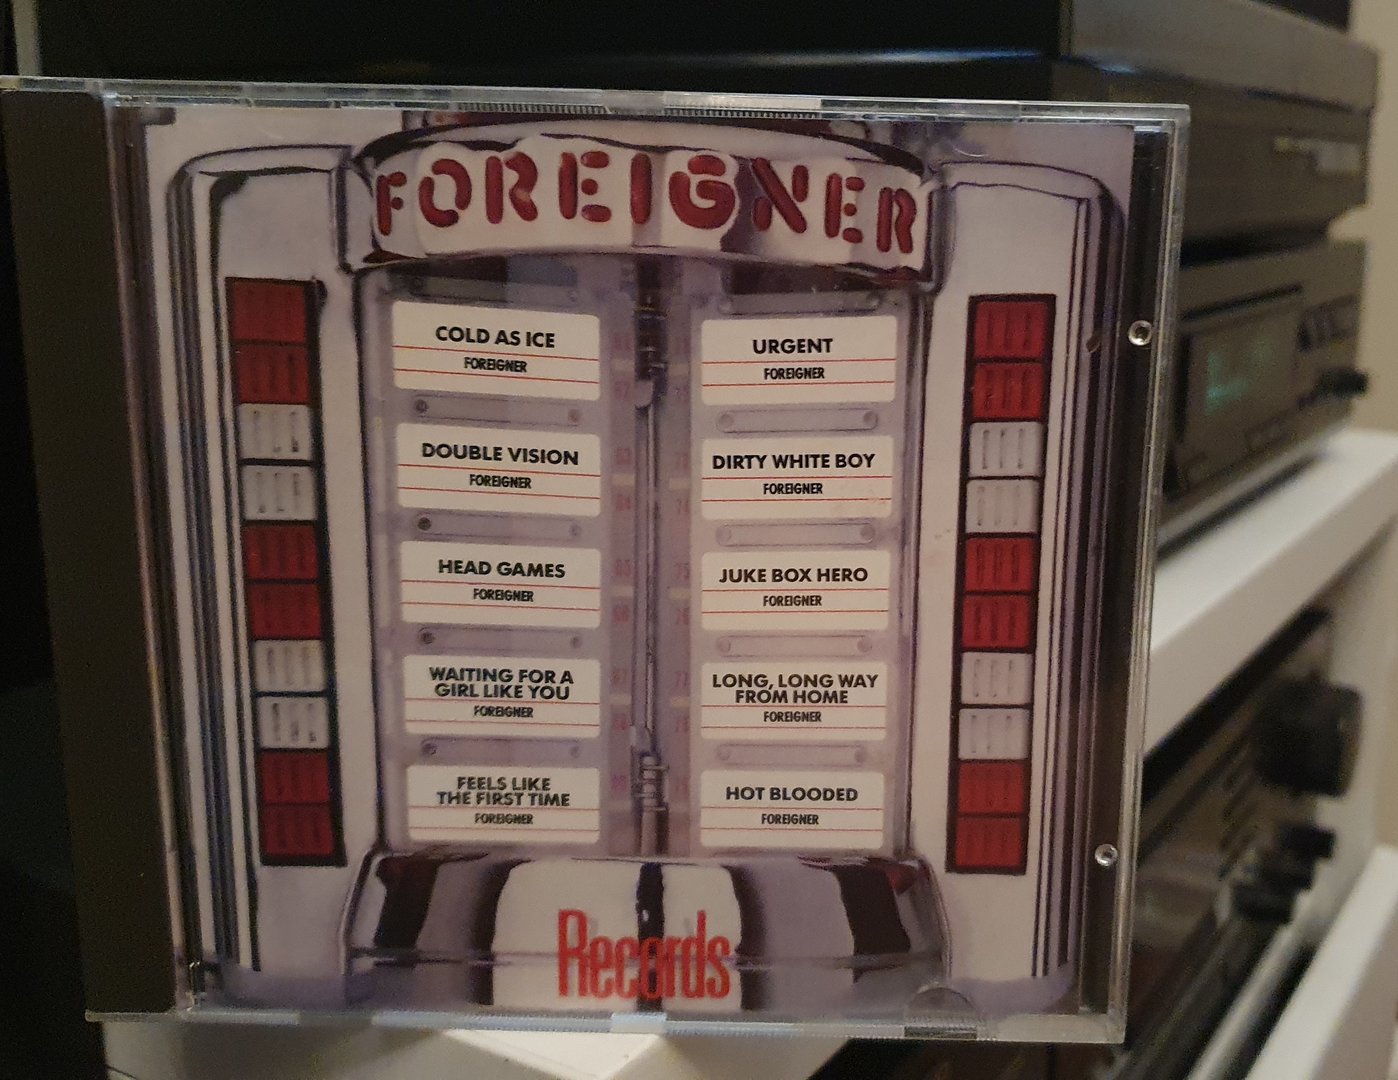 FOREIGNER
COLD AS ICE
FOREIGNER
DOUBLE VISION
FOREIGNER
HEAD GAMES
FOREIGNER
WAITING FOR A
GIRL LIKE YOU
FOREIGNER
FEELS LIKE
THE FIRST TIME
FOREIGNER
URGENT
FOREIGNER
DIRTY WHITE BOY
FOREIGNER
JUKE BOX HERO
FOREIGNER
LONG, LONG WAY
FROM HOME
FOREIGNER
HOT BLOODED
FOREIGNER
Records